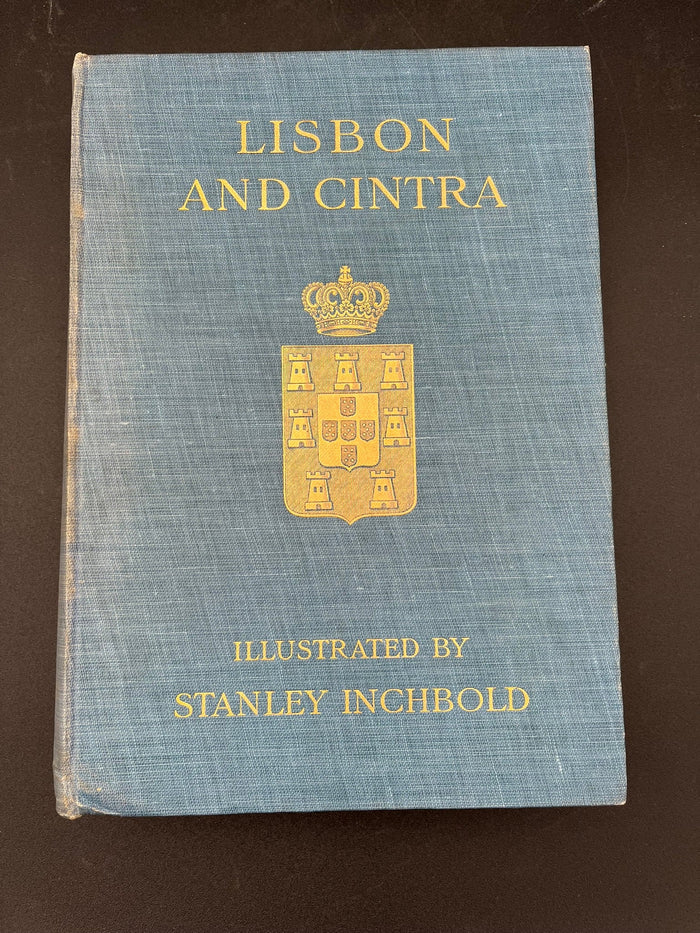 LISBON
AND CINTRA
ILLUSTRATED BY
STANLEY INCHBOLD